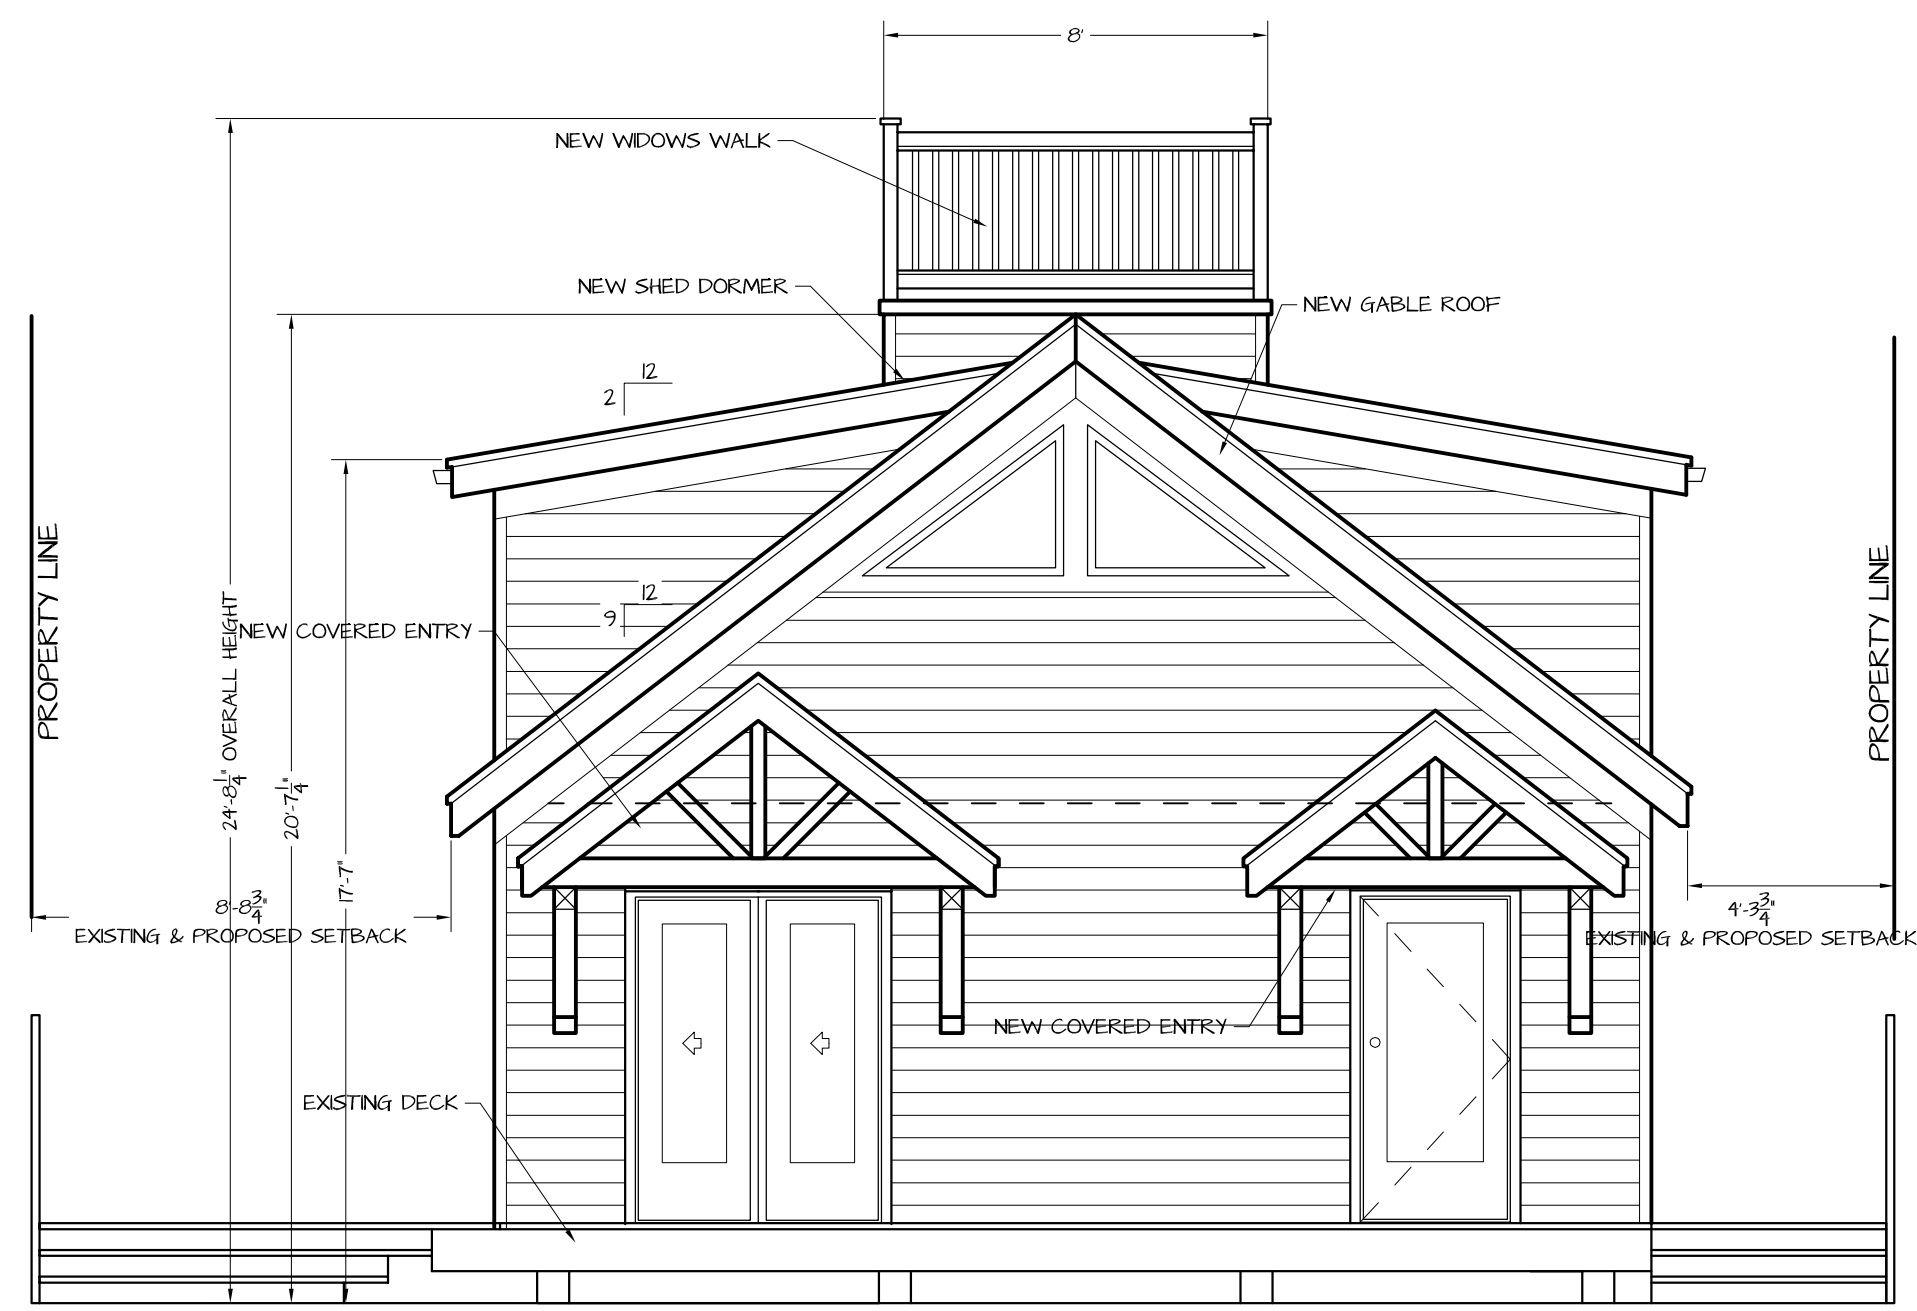 8'
NEW WIDOWS WALK
NEW SHED DORMER
NEW GABLE ROOF
12
2
PROPERTY LINE
PROPERTY LINE
12
9
NEW COVERED ENTRY
24'-8 1/4" OVERALL HEIGHT
20'-7 1/4"
17'-7"
8'-8 3/4"
EXISTING & PROPOSED SETBACK
4'-3 3/4"
EXISTING & PROPOSED SETBACK
NEW COVERED ENTRY
EXISTING DECK